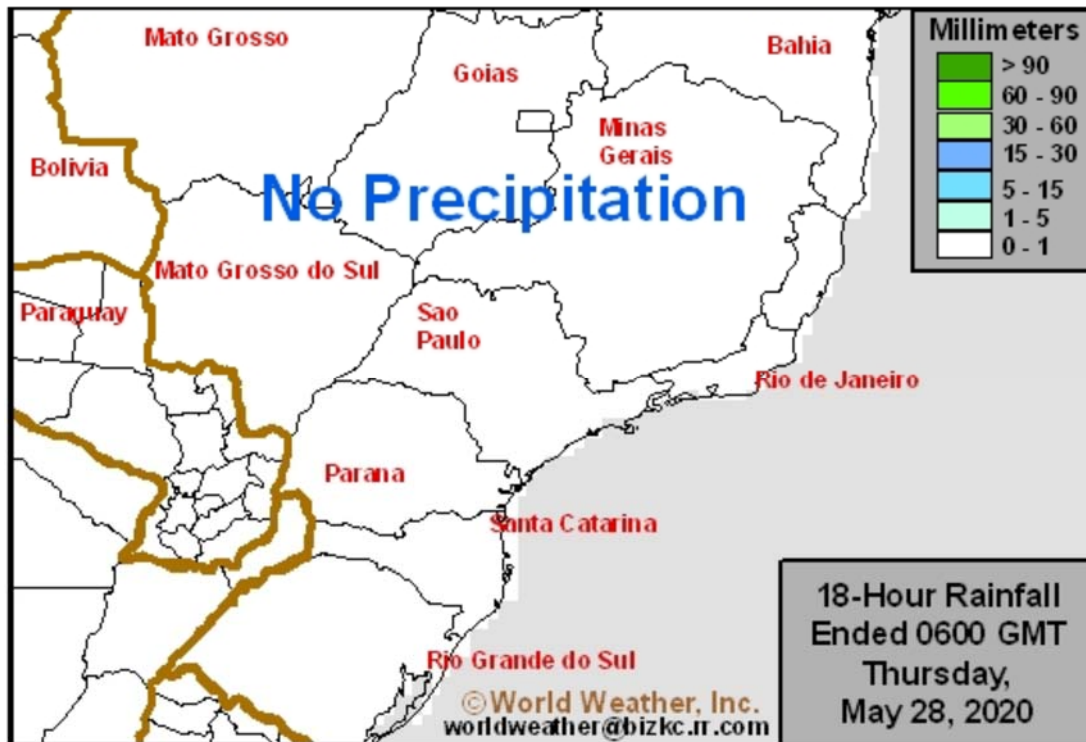 Mato Grosso
Goias
Bahia
Millimeters
> 90
60 - 90
30 - 60
15 - 30
5 - 15
1 - 5
0 - 1
Minas
Gerais
Bolivia
No Precipitation
Mato Grosso do Sul
Paraguay
Sao
Paulo
Rio de Janeiro
Parana
Santa Catarina
Rio Grande do Sul
©World Weather, Inc.
worldweather@bizkc.rr.com
18-Hour Rainfall
Ended 0600 GMT
Thursday,
May 28, 2020